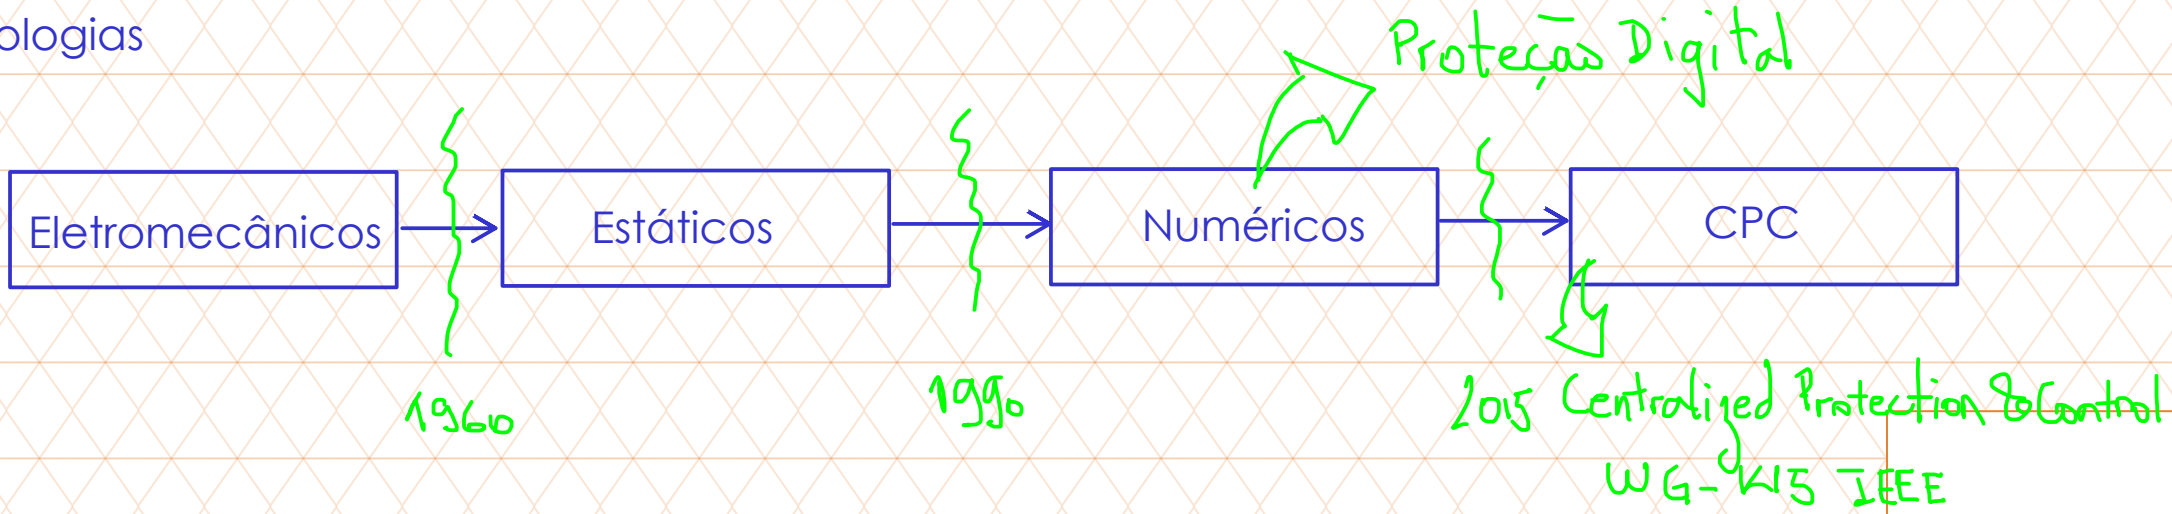 ologias
Proteção Digital
Eletromecânicos
Estáticos
Numéricos
CPC
1960
1990
2015 Centralized Protection & Control
WG-K15 IEEE